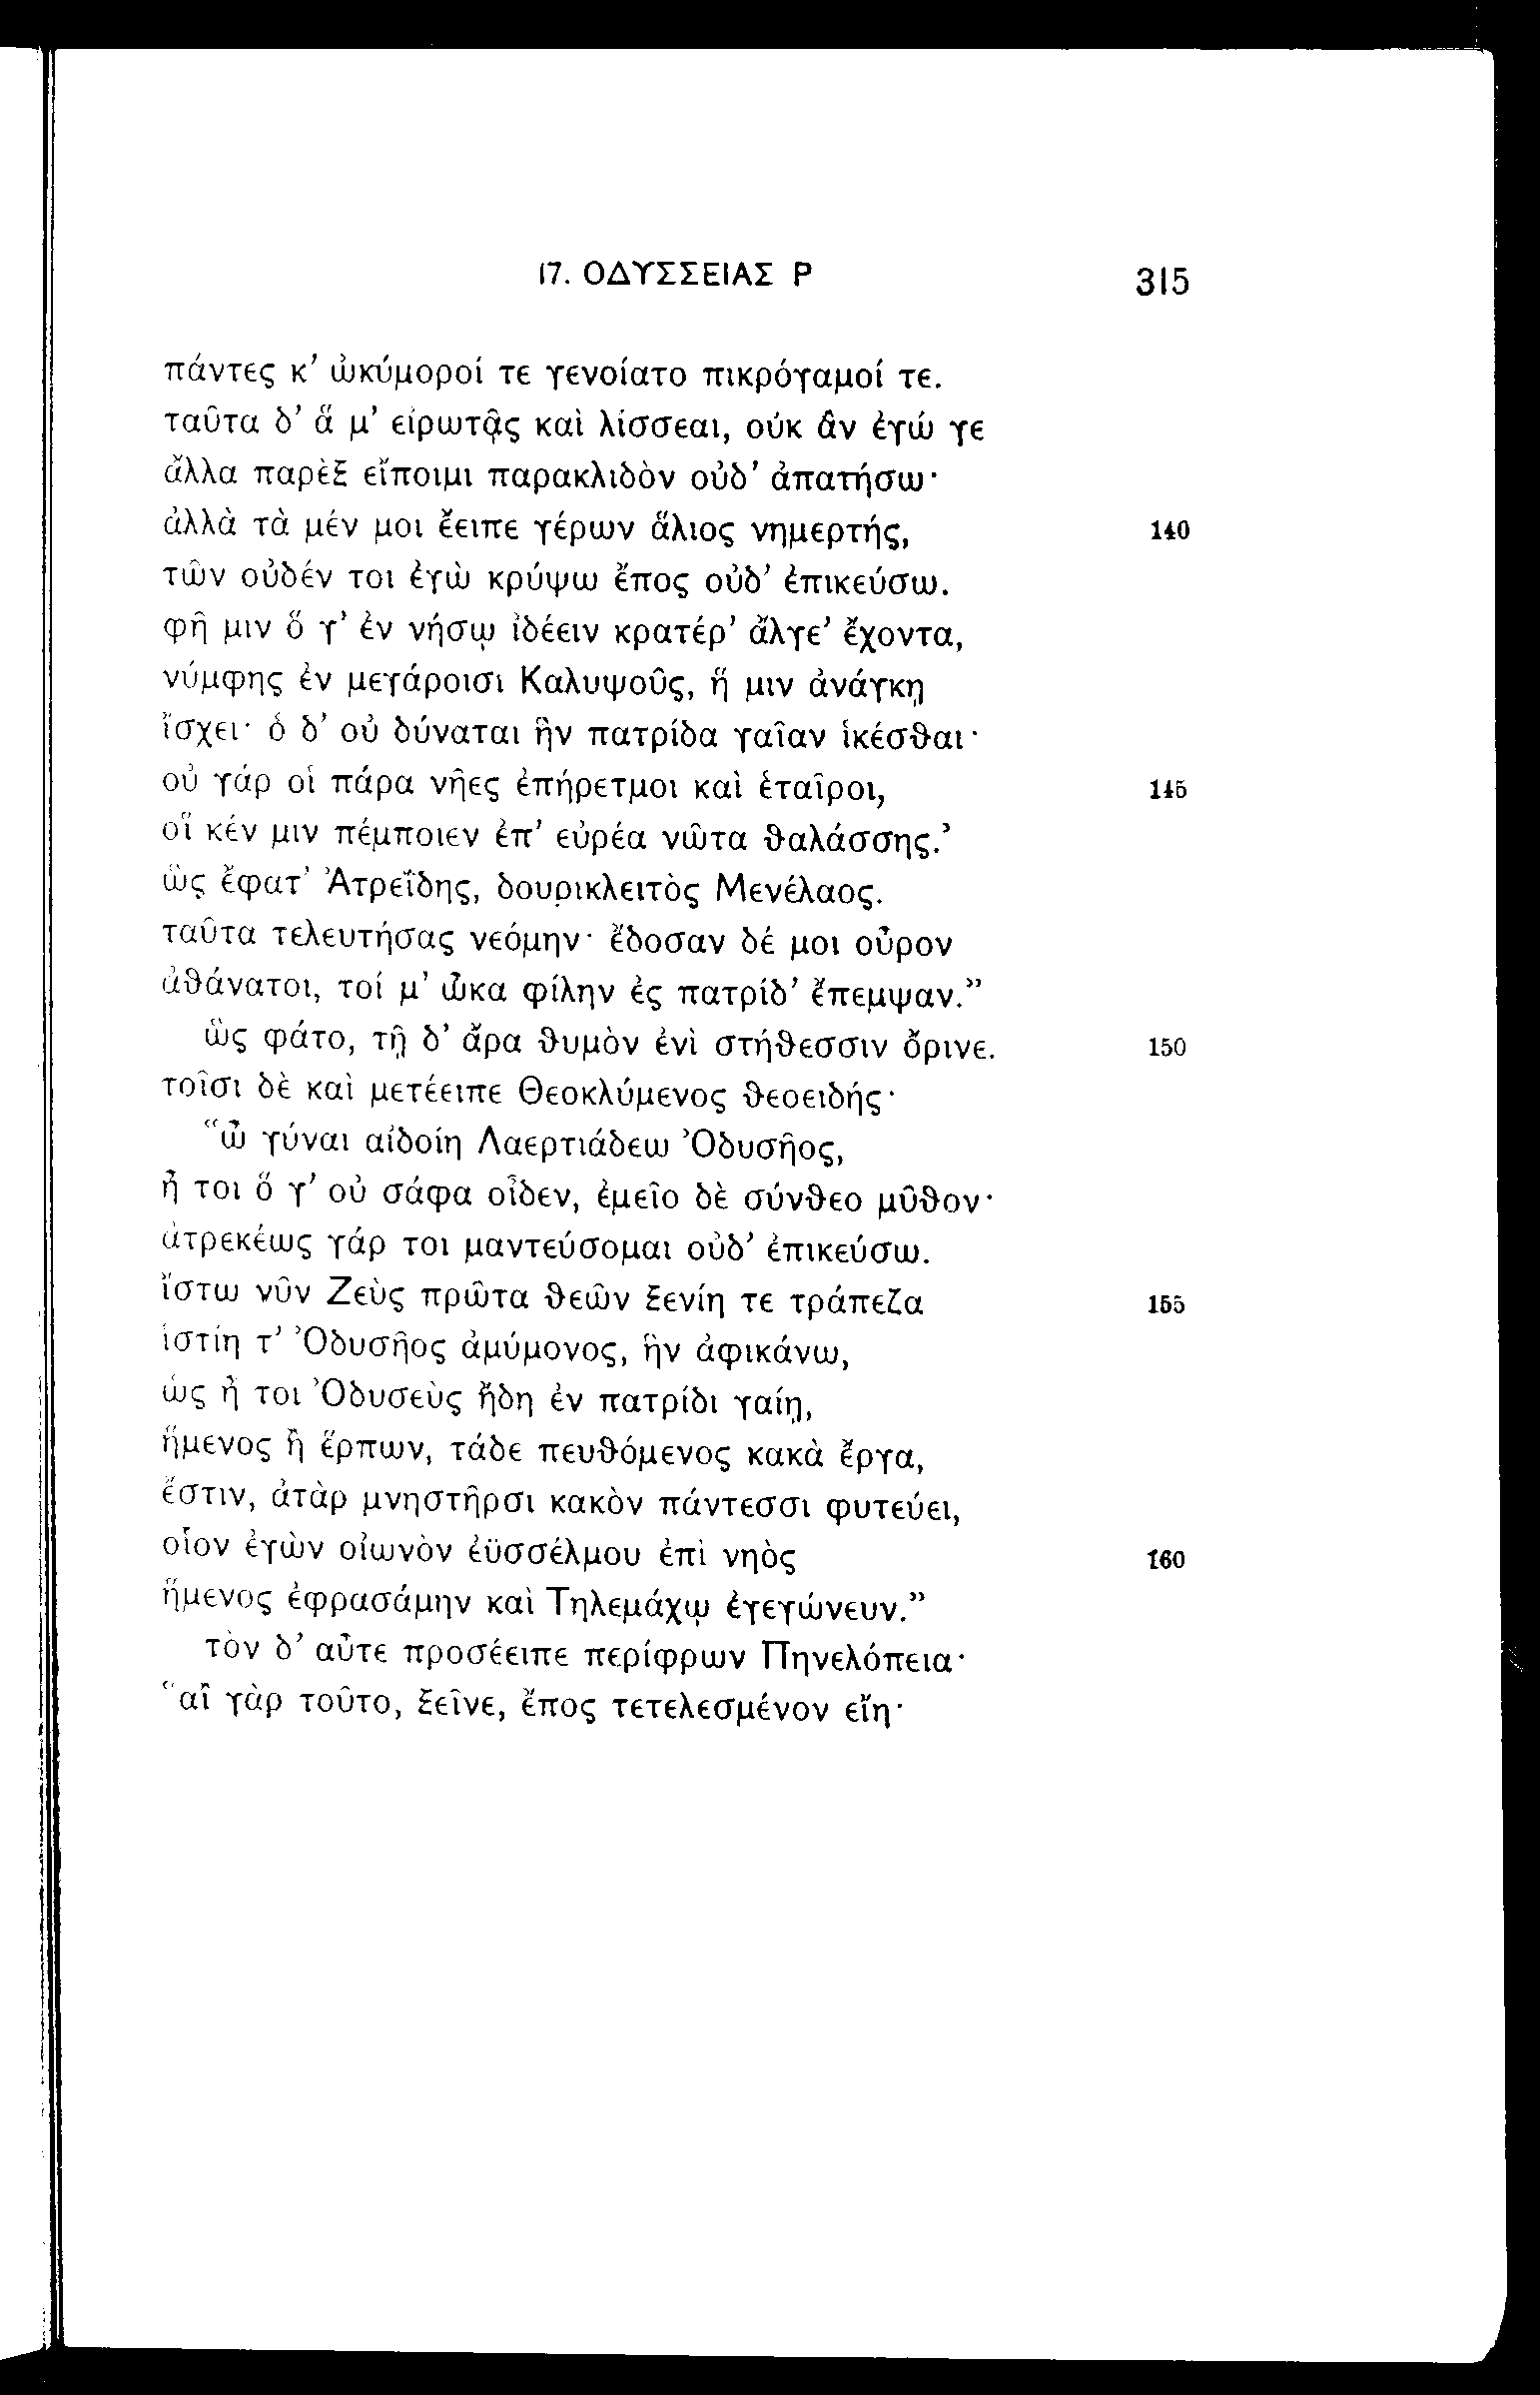 17. ΟΔΥΣΣΕΙΑΣ Ρ 315
πάντες κ’ ὠκύμοροί τε γενοίατο πικρόγαμοί τε.
ταῦτα δ’ ἅ μ’ εἰρωτᾷς καὶ λίσσεαι, οὐκ ἂν ἐγώ γε
ἄλλα παρὲξ εἴποιμι παρακλιδὸν οὐδ’ ἀπατήσω·
ἀλλὰ τὰ μέν μοι ἔειπε γέρων ἅλιος νημερτής, 140
τῶν οὐδέν τοι ἐγὼ κρύψω ἔπος οὐδ’ ἐπικεύσω.
φῆ μιν ὅ γ’ ἐν νήσῳ ἰδέειν κρατέρ’ ἄλγε’ ἔχοντα,
νύμφης ἐν μεγάροισι Καλυψοῦς, ἥ μιν ἀνάγκῃ
ἴσχει· ὁ δ’ οὐ δύναται ἣν πατρίδα γαῖαν ἱκέσθαι·
οὐ γάρ οἱ πάρα νῆες ἐπήρετμοι καὶ ἑταῖροι, 145
οἵ κέν μιν πέμποιεν ἐπ’ εὐρέα νῶτα θαλάσσης.’
ὣς ἔφατ’ Ἀτρεΐδης, δουρικλειτὸς Μενέλαος.
ταῦτα τελευτήσας νεόμην· ἔδοσαν δέ μοι οὖρον
ἀθάνατοι, τοί μ’ ὦκα φίλην ἐς πατρίδ’ ἔπεμψαν.”
ὣς φάτο, τῇ δ’ ἄρα θυμὸν ἐνὶ στήθεσσιν ὄρινε. 150
τοῖσι δὲ καὶ μετέειπε Θεοκλύμενος θεοειδής·
“ὦ γύναι αἰδοίη Λαερτιάδεω Ὀδυσῆος,
ἦ τοι ὅ γ’ οὐ σάφα οἶδεν, ἐμεῖο δὲ σύνθεο μῦθον·
ἀτρεκέως γάρ τοι μαντεύσομαι οὐδ’ ἐπικεύσω.
ἴστω νῦν Ζεὺς πρῶτα θεῶν ξενίη τε τράπεζα 155
ἱστίη τ’ Ὀδυσῆος ἀμύμονος, ἣν ἀφικάνω,
ὡς ἦ τοι Ὀδυσεὺς ἤδη ἐν πατρίδι γαίῃ,
ἥμενος ἢ ἕρπων, τάδε πευθόμενος κακὰ ἔργα,
ἔστιν, ἀτὰρ μνηστῆρσι κακὸν πάντεσσι φυτεύει,
οἷον ἐγὼν οἰωνὸν ἐϋσσέλμου ἐπὶ νηὸς 160
ἥμενος ἐφρασάμην καὶ Τηλεμάχῳ ἐγεγώνευν.”
τὸν δ’ αὖτε προσέειπε περίφρων Πηνελόπεια·
“αἲ γὰρ τοῦτο, ξεῖνε, ἔπος τετελεσμένον εἴη·